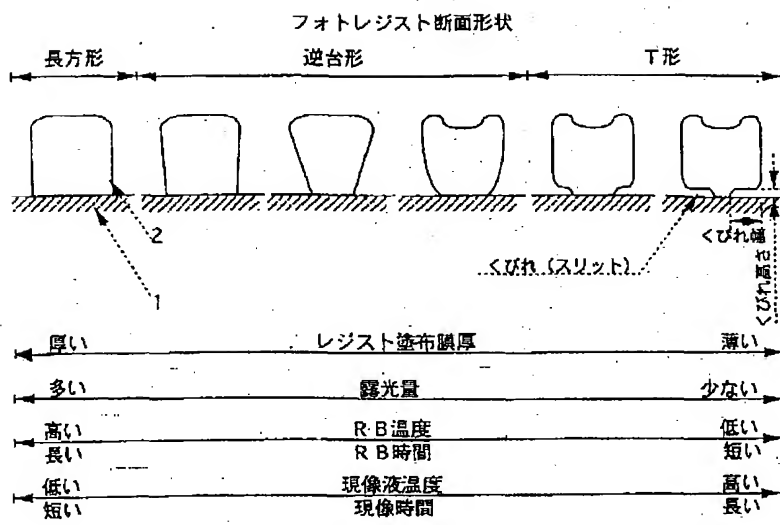 フォトレジスト断面形状
長方形 逆台形 T形
2
1
くびれ(スリット)
くびれ幅
くびれ高さ
厚い レジスト塗布膜厚 薄い
多い 露光量 少ない
高い RB温度 低い
長い RB時間 短い
低い 現像液温度 高い
短い 現像時間 長い